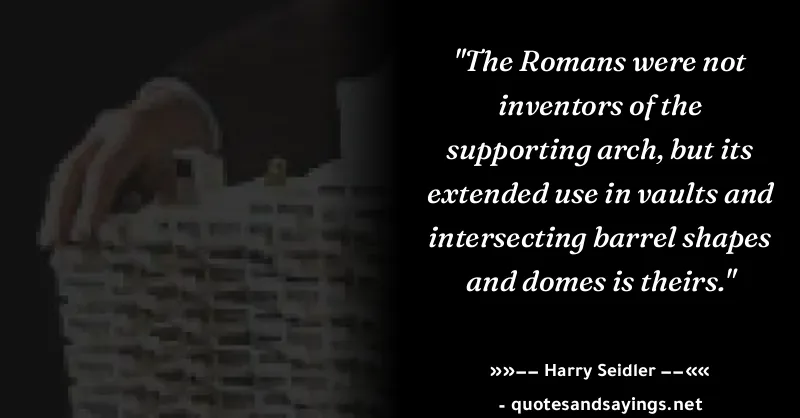 "The Romans were not
inventors of the
supporting arch, but its
extended use in vaults and
intersecting barrel shapes
and domes is theirs."
»»–– Harry Seidler ––««
- quotesandsayings.net